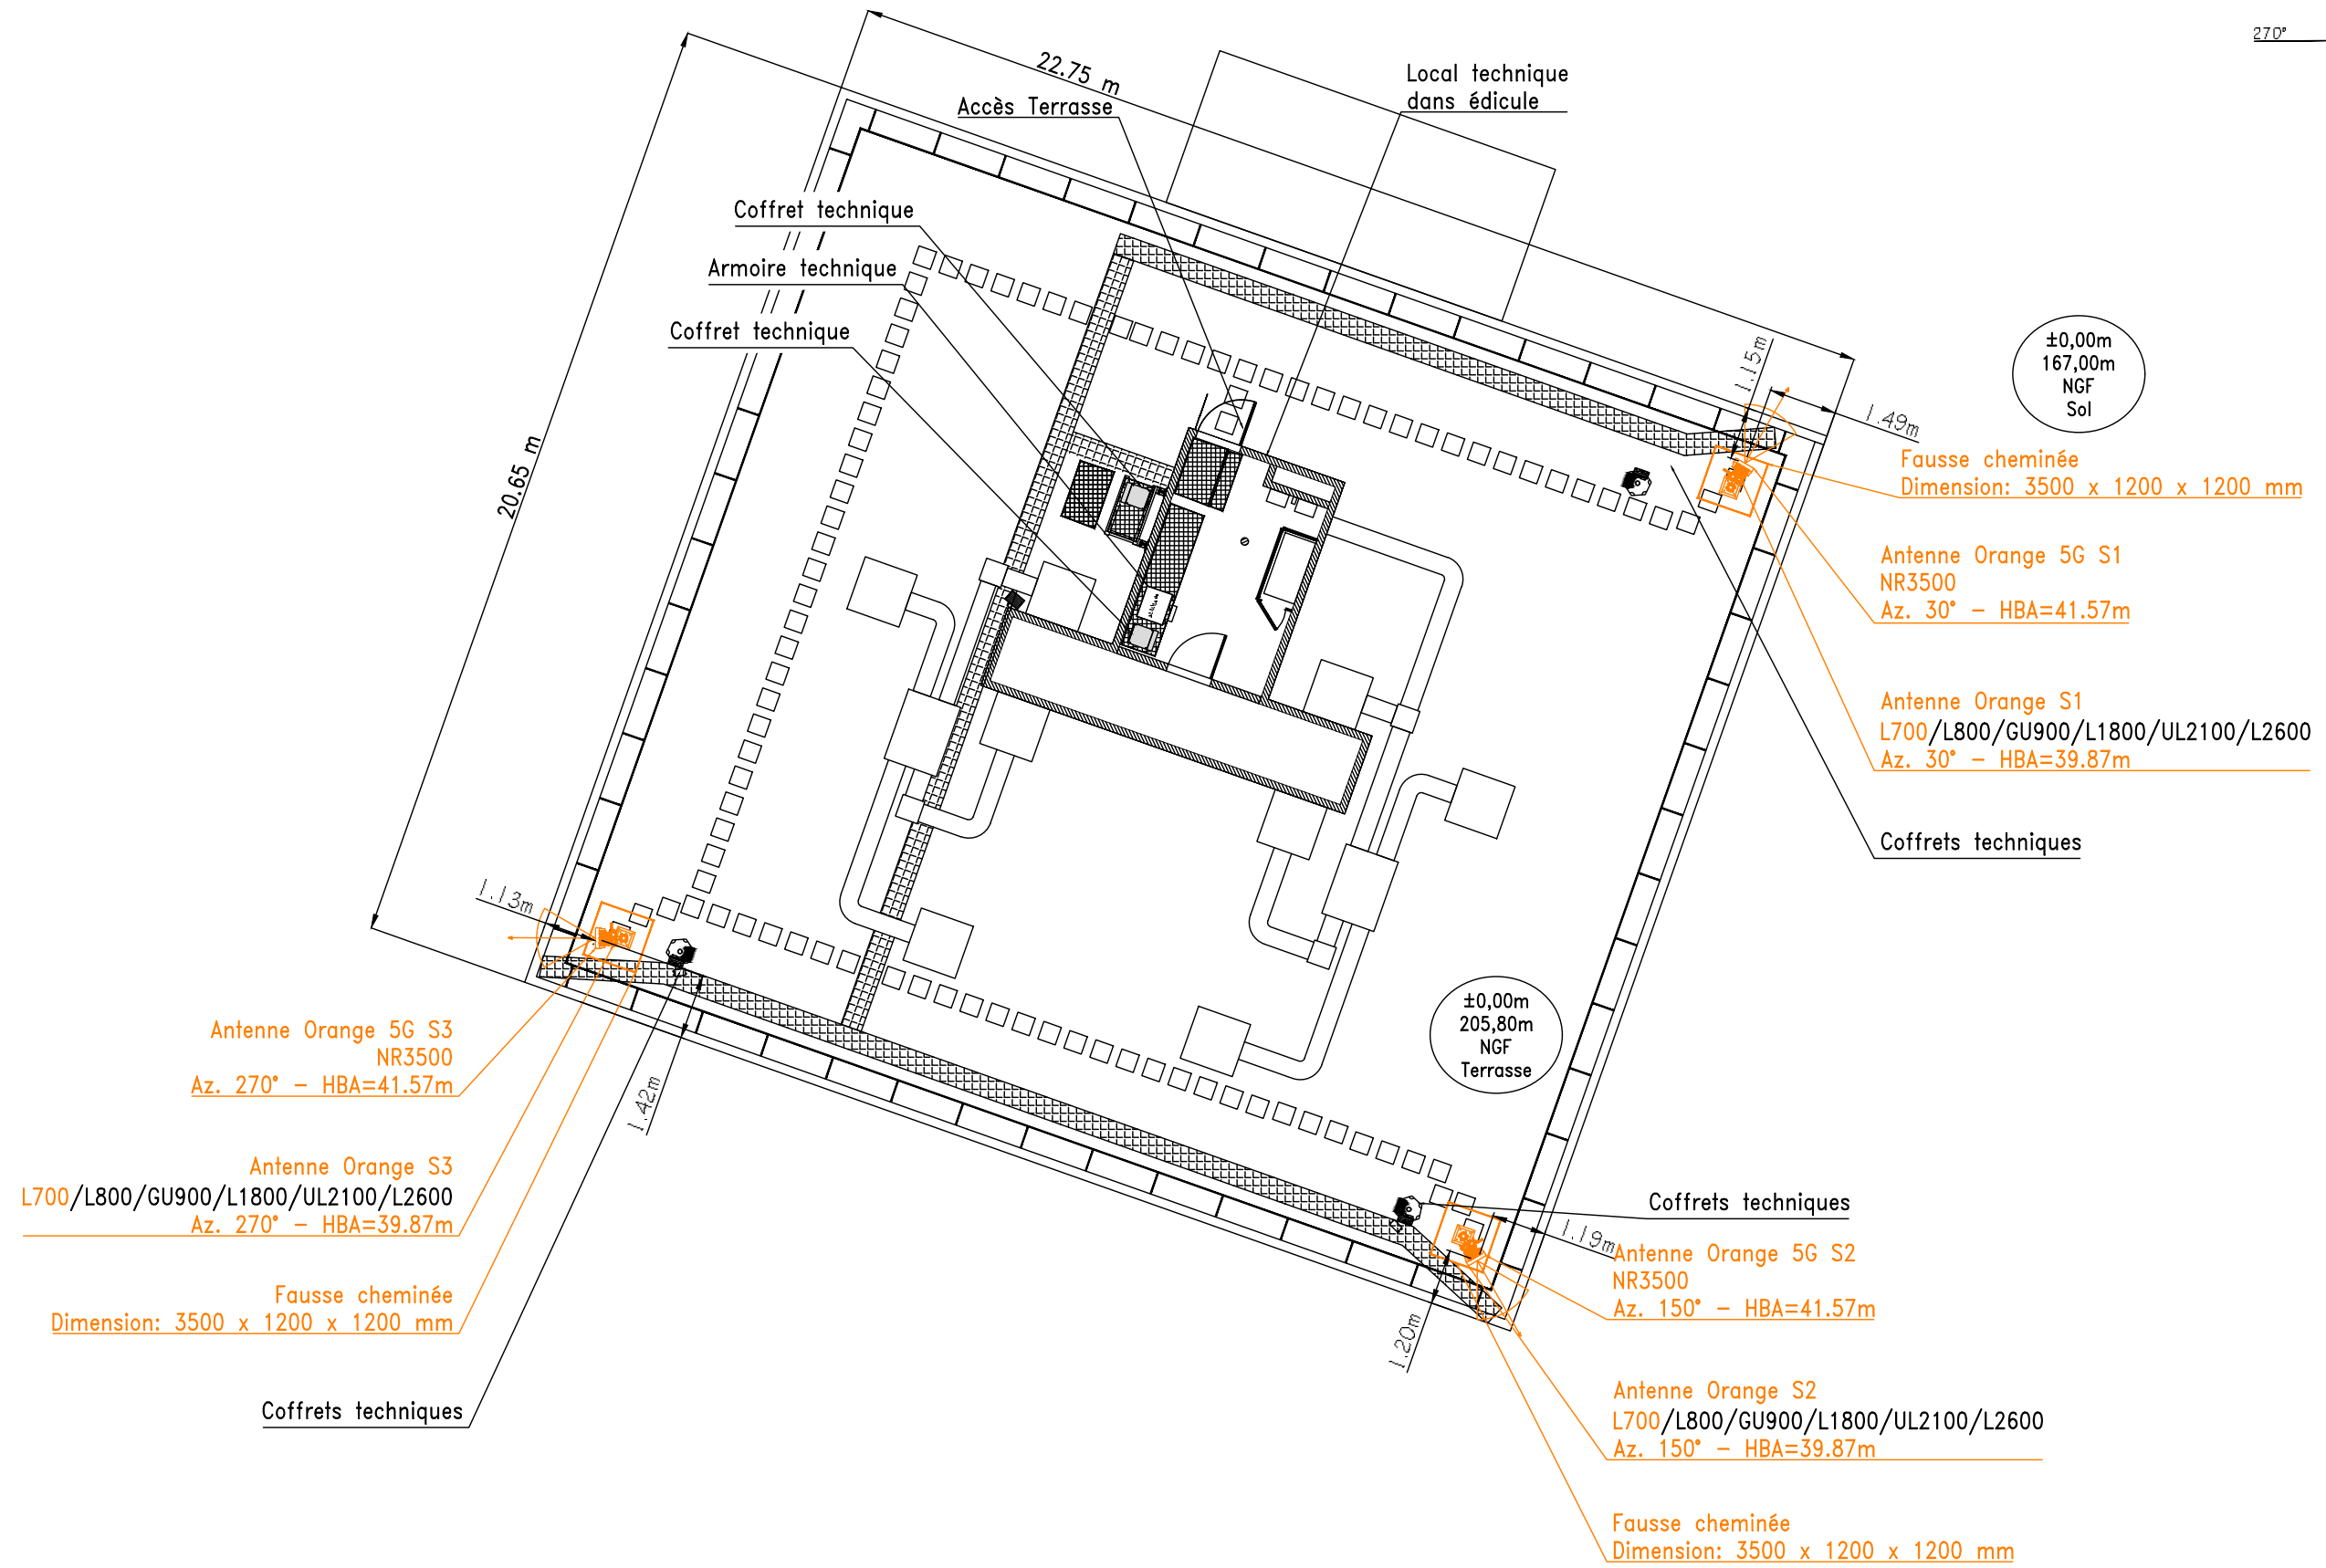 270°
22.75 m
Local technique
dans édicule
Accès Terrasse
Coffret technique
Armoire technique
Coffret technique
20.65 m
±0,00m
167,00m
NGF
Sol
1.15m
1.49m
Fausse cheminée
Dimension: 3500 x 1200 x 1200 mm
Antenne Orange 5G S1
NR3500
Az. 30° - HBA=41.57m
Antenne Orange S1
L700/L800/GU900/L1800/UL2100/L2600
Az. 30° - HBA=39.87m
Coffrets techniques
1.13m
±0,00m
205,80m
NGF
Terrasse
Antenne Orange 5G S3
NR3500
Az. 270° - HBA=41.57m
1.42m
Antenne Orange S3
L700/L800/GU900/L1800/UL2100/L2600
Az. 270° - HBA=39.87m
Fausse cheminée
Dimension: 3500 x 1200 x 1200 mm
Coffrets techniques
Coffrets techniques
1.19m
1.20m
Antenne Orange 5G S2
NR3500
Az. 150° - HBA=41.57m
Antenne Orange S2
L700/L800/GU900/L1800/UL2100/L2600
Az. 150° - HBA=39.87m
Fausse cheminée
Dimension: 3500 x 1200 x 1200 mm